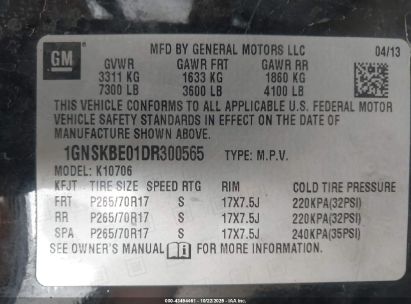 MFD BY GENERAL MOTORS LLC 04/13
GM
GVWR GAWR FRT GAWR RR
3311 KG 1633 KG 1860 KG
7300 LB 3600 LB 4100 LB
THIS VEHICLE CONFORMS TO ALL APPLICABLE U.S. FEDERAL MOTOR
VEHICLE SAFETY STANDARDS IN EFFECT ON THE DATE OF
MANUFACTURE SHOWN ABOVE.
1GNSKBE01DR300565 TYPE: M.P.V.
MODEL: K10706
KFJT TIRE SIZE SPEED RTG RIM COLD TIRE PRESSURE
FRT P265/70R17 S 17X7.5J 220KPA(32PSI)
RR P265/70R17 S 17X7.5J 220KPA(32PSI)
SPA P265/70R17 S 17X7.5J 240KPA(35PSI)
SEE OWNER'S MANUAL FOR MORE INFORMATION.